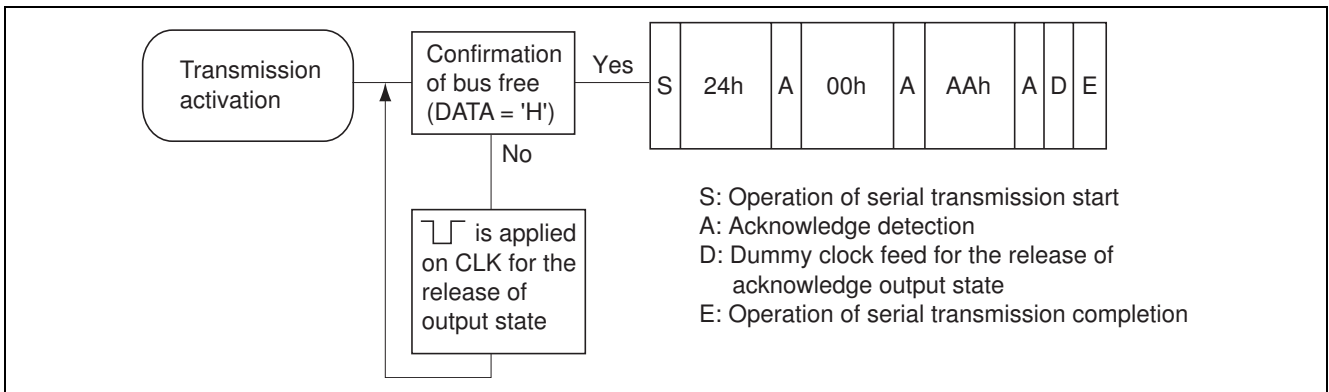 Transmission
activation
Confirmation
of bus free
(DATA = 'H')
Yes
S 24h A 00h A AAh A D E
No
is applied
on CLK for the
release of
output state
S: Operation of serial transmission start
A: Acknowledge detection
D: Dummy clock feed for the release of
acknowledge output state
E: Operation of serial transmission completion